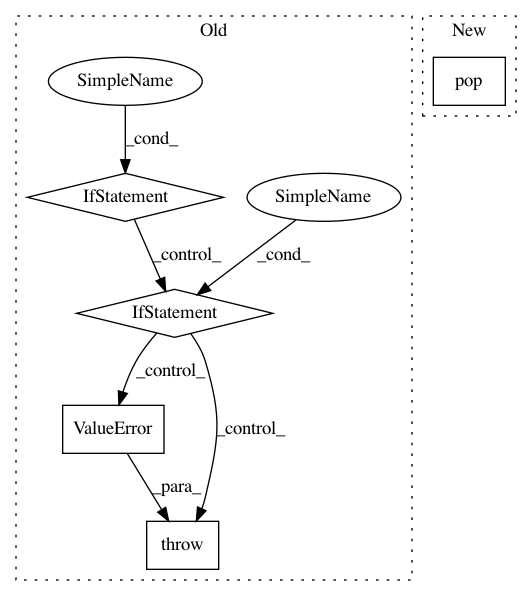 Old
New
SimpleName
pop
_cond_
IfStatement
SimpleName
_control_
_cond_
IfStatement
_control_
ValueError
_control_
_para_
throw